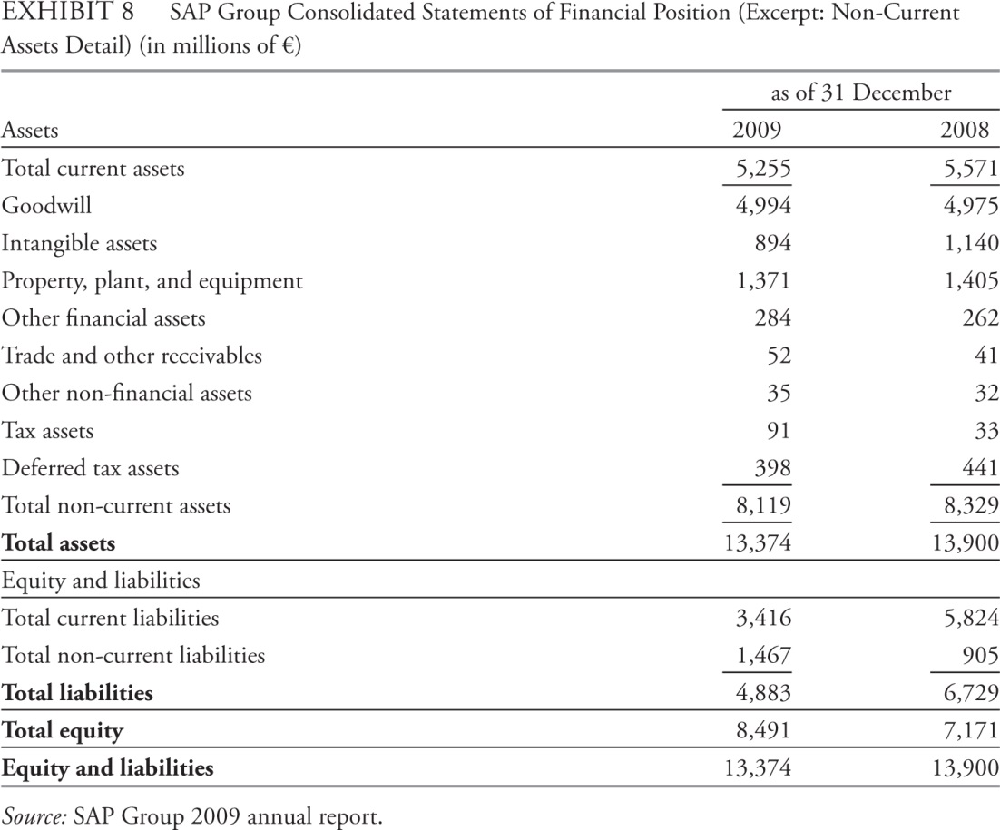 EXHIBIT 8 SAP Group Consolidated Statements of Financial Position (Excerpt: Non-Current
Assets Detail) (in millions of €)
as of 31 December
Assets 2009 2008
Total current assets 5,255 5,571
Goodwill 4,994 4,975
Intangible assets 894 1,140
Property, plant, and equipment 1,371 1,405
Other financial assets 284 262
Trade and other receivables 52 41
Other non-financial assets 35 32
Tax assets 91 33
Deferred tax assets 398 441
Total non-current assets 8,119 8,329
Total assets 13,374 13,900
Equity and liabilities
Total current liabilities 3,416 5,824
Total non-current liabilities 1,467 905
Total liabilities 4,883 6,729
Total equity 8,491 7,171
Equity and liabilities 13,374 13,900
Source: SAP Group 2009 annual report.